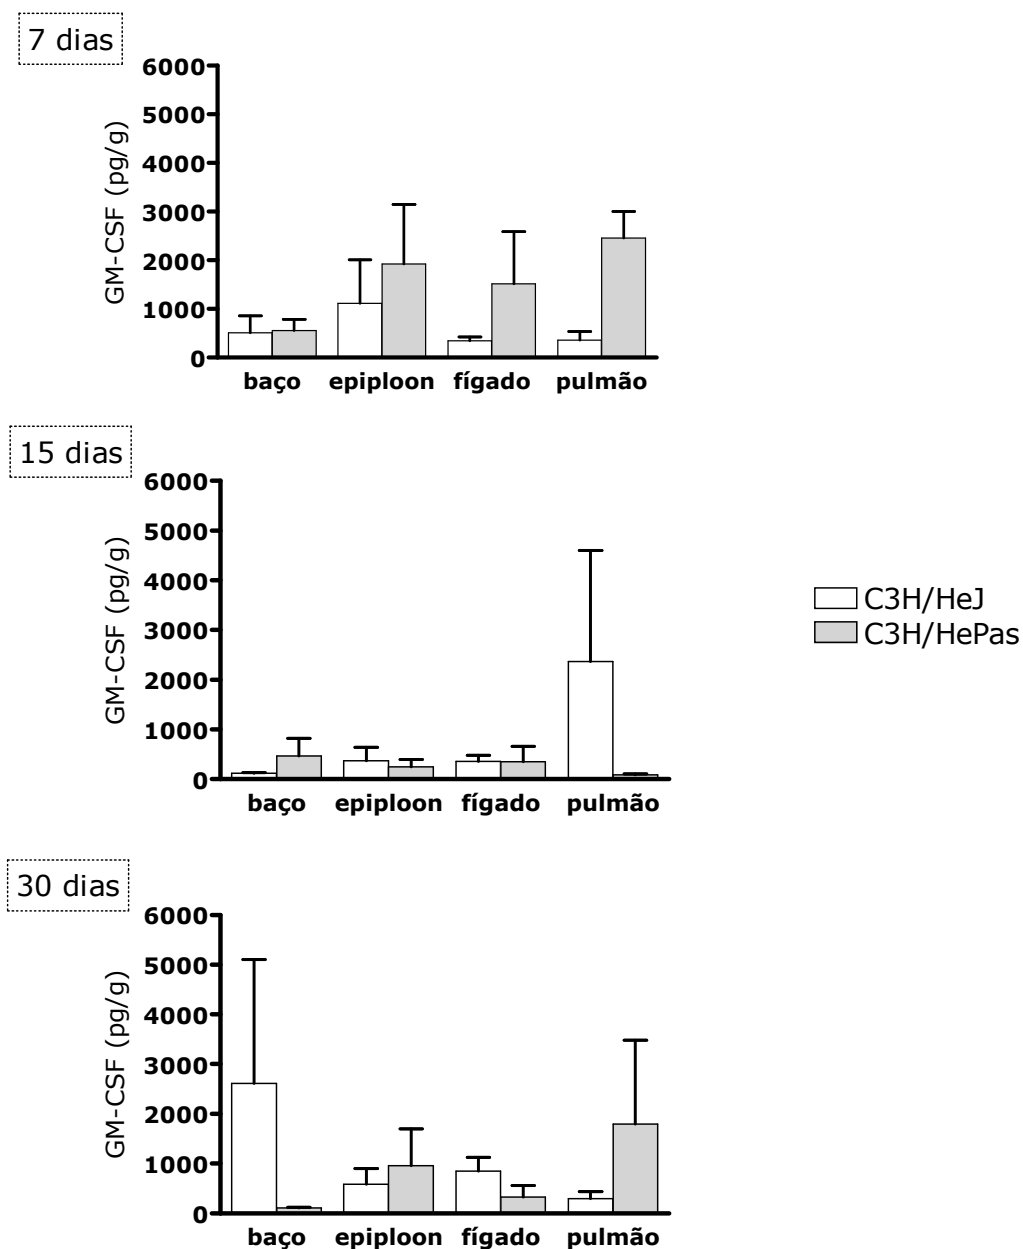 7 dias
6000
5000
4000
3000
2000
1000
0
GM-CSF (pg/g)
baço epiploon fígado pulmão
15 dias
6000
5000
4000
3000
2000
1000
0
GM-CSF (pg/g)
baço epiploon fígado pulmão
C3H/HeJ
C3H/HePas
30 dias
6000
5000
4000
3000
2000
1000
0
GM-CSF (pg/g)
baço epiploon fígado pulmão